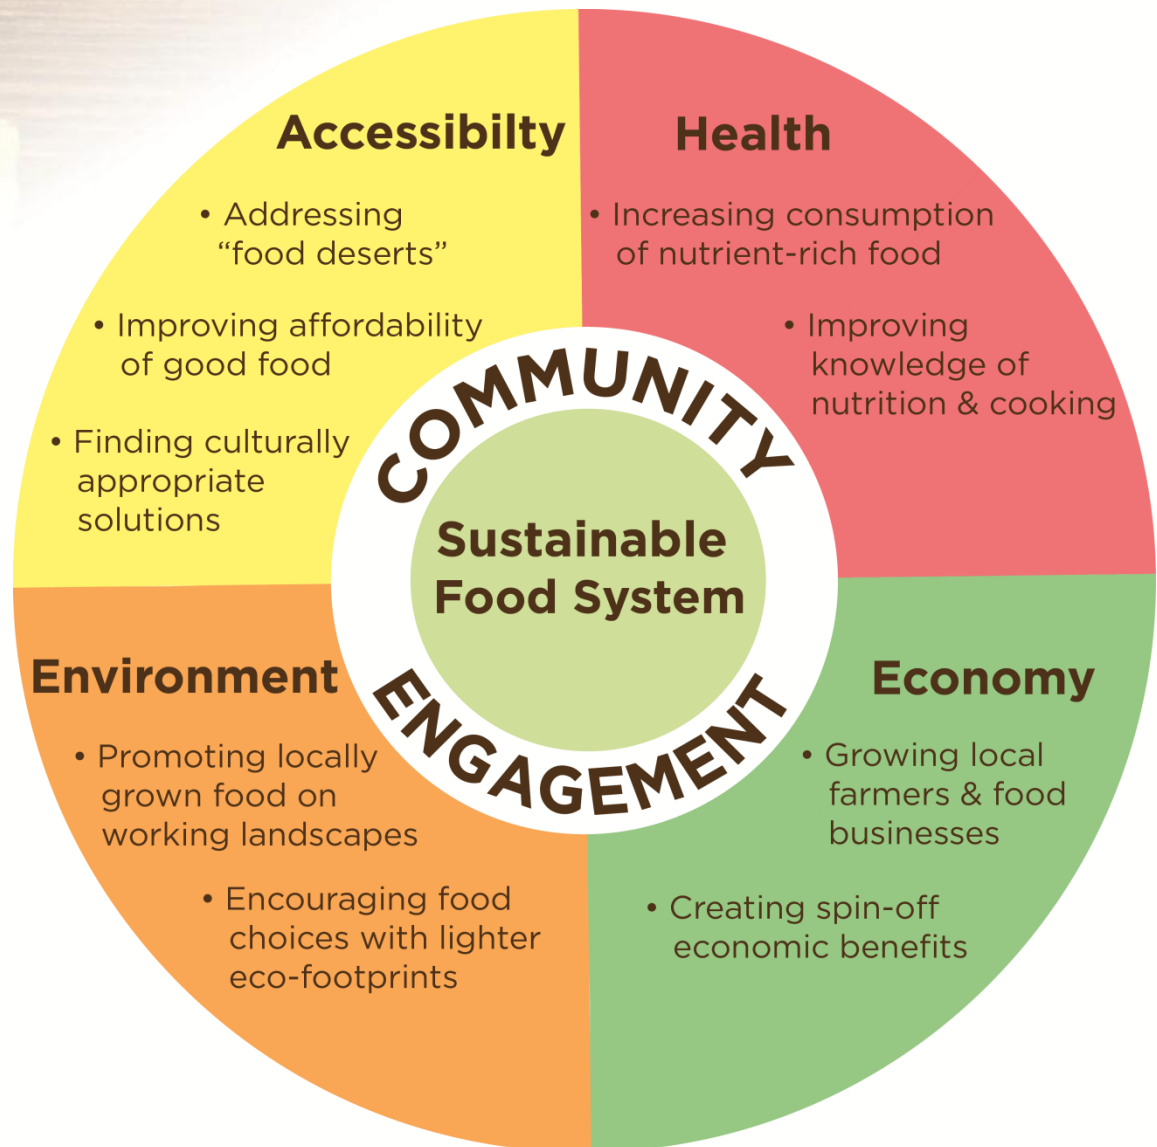 Accessibilty
• Addressing
“food deserts”
• Improving affordability
of good food
• Finding culturally
appropriate
solutions
Health
• Increasing consumption
of nutrient-rich food
• Improving
knowledge of
nutrition & cooking
COMMUNITY
Sustainable
Food System
ENGAGEMENT
Environment
• Promoting locally
grown food on
working landscapes
• Encouraging food
choices with lighter
eco-footprints
Economy
• Growing local
farmers & food
businesses
• Creating spin-off
economic benefits